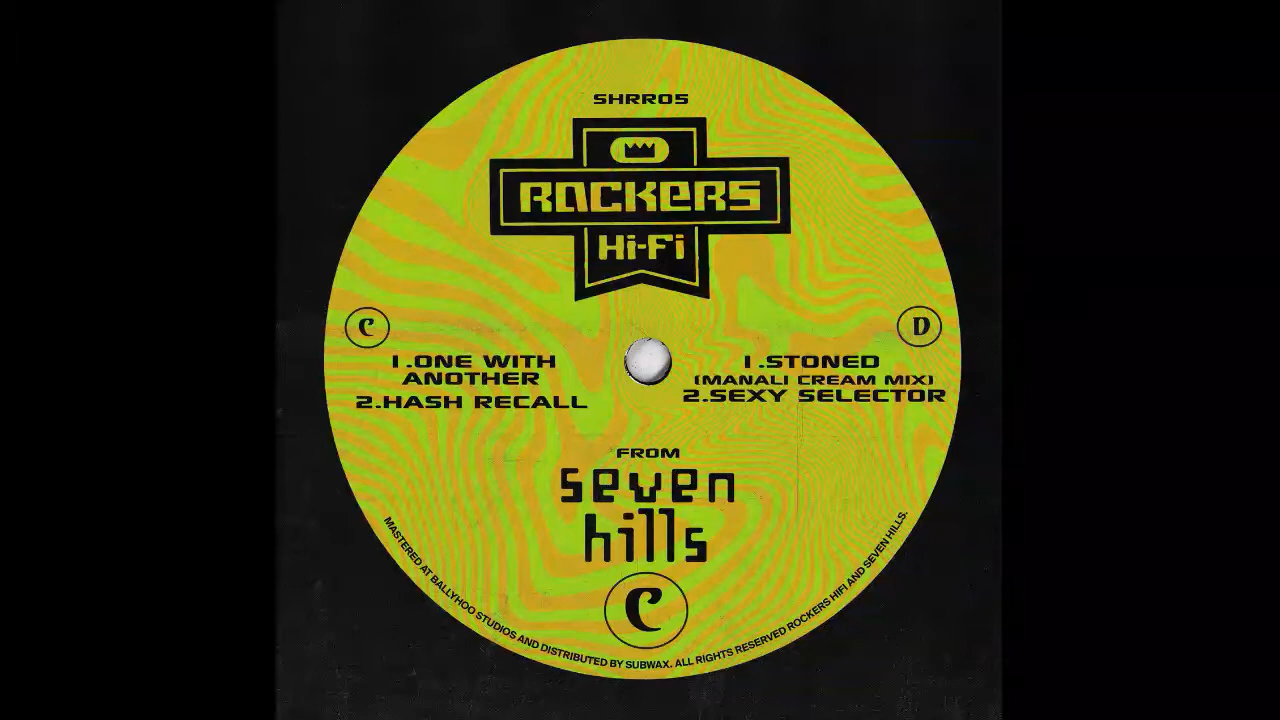 SHRR05
ROCKERS
Hi-Fi
C
D
1.ONE WITH
ANOTHER
2.HASH RECALL
1.STONED
(MANALI CREAM MIX)
2.SEXY SELECTOR
FROM
seven
hills
C
MASTERED AT BALLYHOO STUDIOS AND DISTRIBUTED BY SUBWAX. ALL RIGHTS RESERVED ROCKERS HIFI AND SEVEN HILLS.